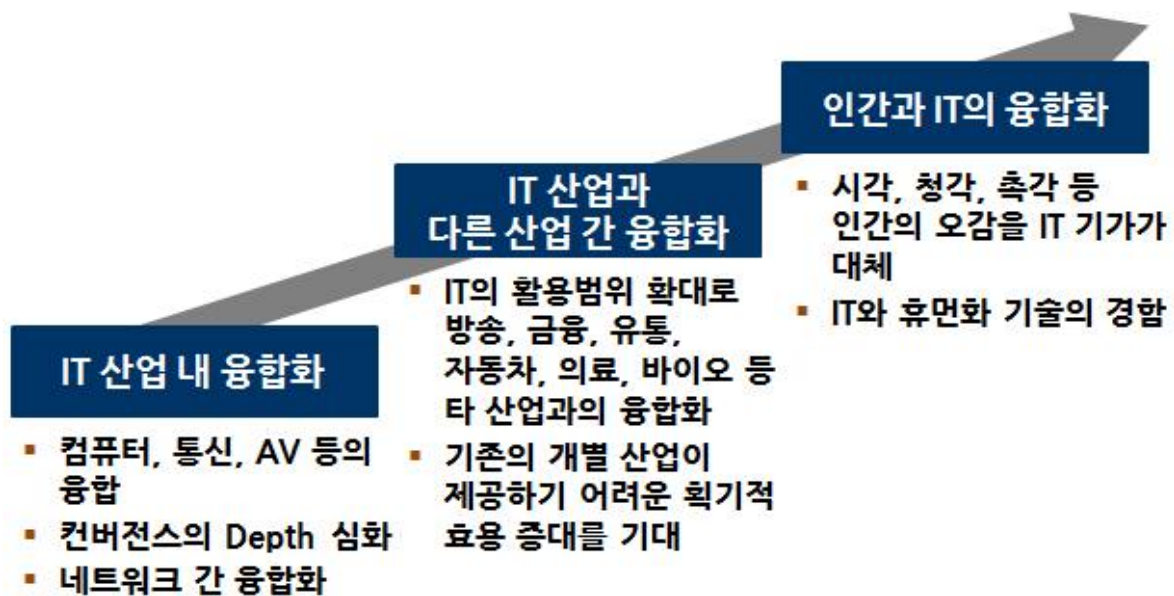 인간과 IT의 융합화
▪ 시각, 청각, 촉각 등
인간의 오감을 IT 기가가
대체
▪ IT와 휴먼화 기술의 경합
IT 산업과
다른 산업 간 융합화
▪ IT의 활용범위 확대로
방송, 금융, 유통,
자동차, 의료, 바이오 등
타 산업과의 융합화
▪ 기존의 개별 산업이
제공하기 어려운 획기적
효용 증대를 기대
IT 산업 내 융합화
▪ 컴퓨터, 통신, AV 등의
융합
▪ 컨버전스의 Depth 심화
▪ 네트워크 간 융합화